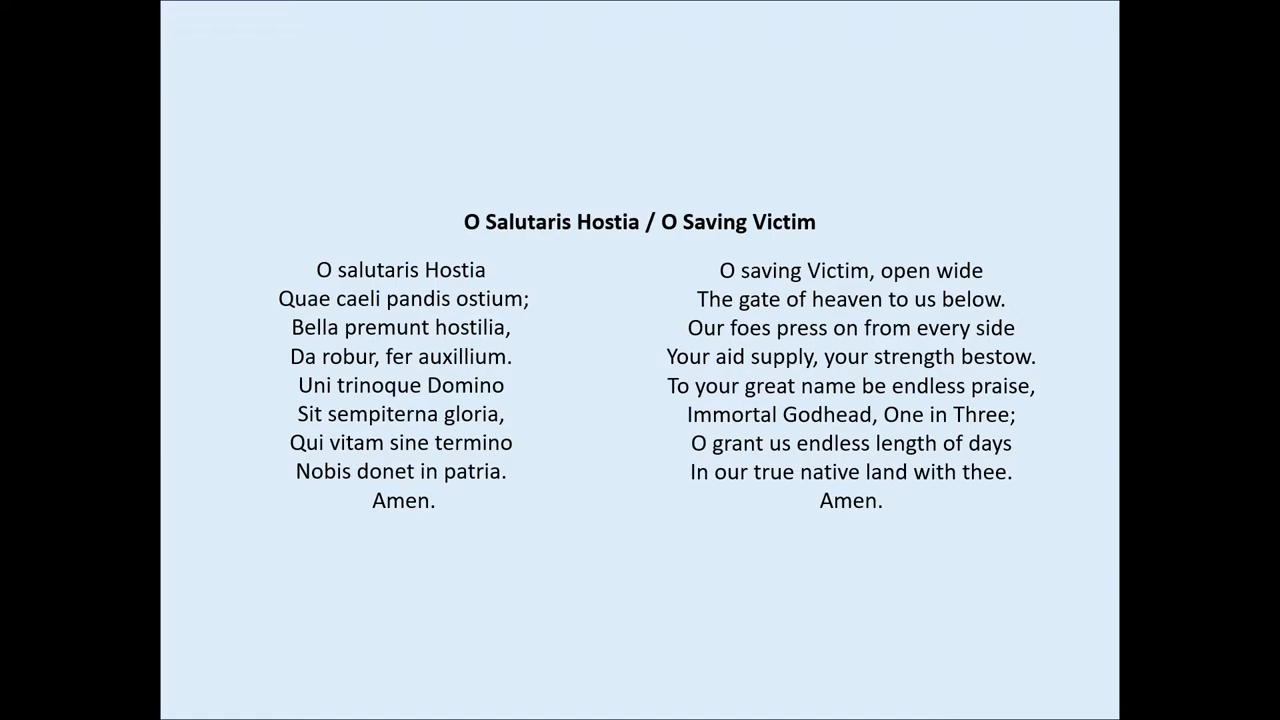 O Salutaris Hostia / O Saving Victim
O salutaris Hostia
Quae caeli pandis ostium;
Bella premunt hostilia,
Da robur, fer auxillium.
Uni trinoque Domino
Sit sempiterna gloria,
Qui vitam sine termino
Nobis donet in patria.
Amen.
O saving Victim, open wide
The gate of heaven to us below.
Our foes press on from every side
Your aid supply, your strength bestow.
To your great name be endless praise,
Immortal Godhead, One in Three;
O grant us endless length of days
In our true native land with thee.
Amen.